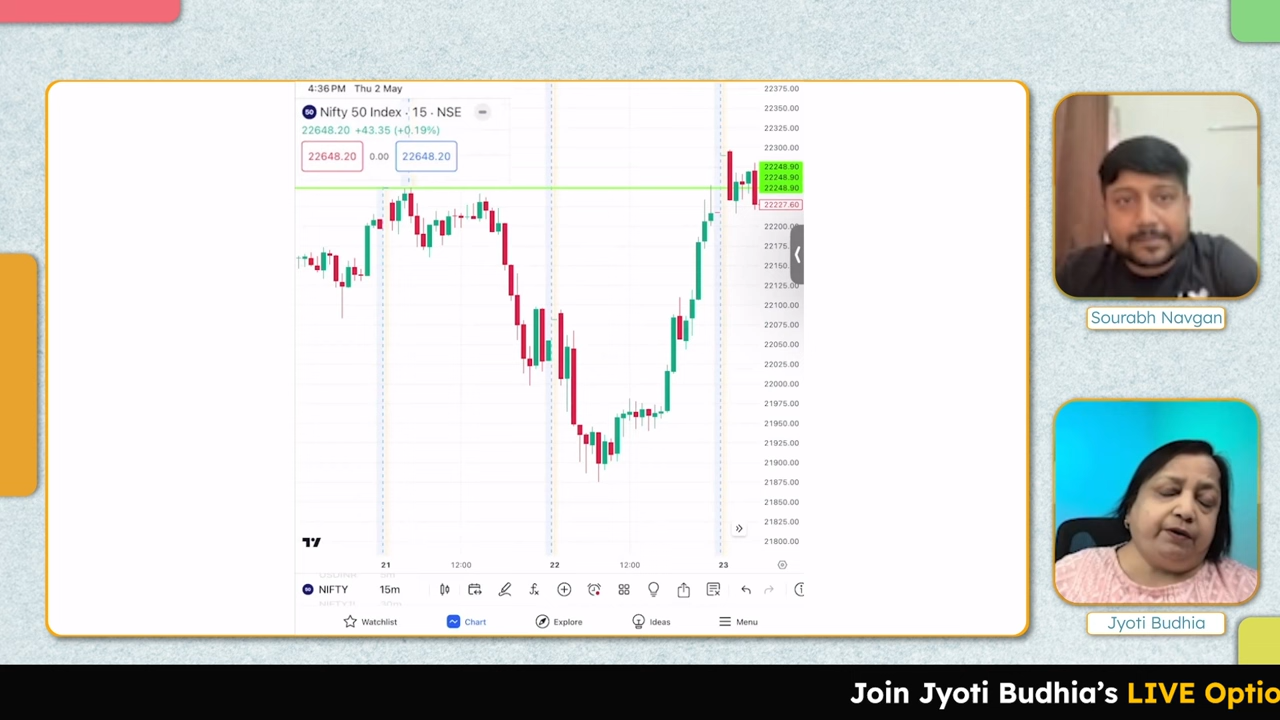 4:36 PM Thu 2 May
50 Nifty 50 Index · 15 · NSE
22648.20 +43.35 (+0.19%)
22648.20 0.00 22648.20
22375.00
22350.00
22325.00
22300.00
22248.90
22248.90
22248.90
22227.60
22200.00
22175.
22150.
22125.00
22100.00
22075.00
22050.00
22025.00
22000.00
21975.00
21950.00
21925.00
21900.00
21875.00
21850.00
21825.00
21800.00
21 12:00 22 12:00 23
NIFTY 15m
Watchlist Chart Explore Ideas Menu
Sourabh Navgan
Jyoti Budhia
Join Jyoti Budhia's LIVE Optio